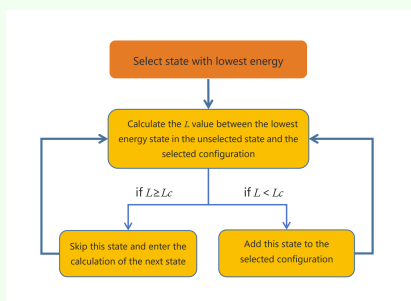 Select state with lowest energy
Calculate the L value between the lowest
energy state in the unselected state and the
selected configuration
if L≥Lc
if L < Lc
Skip this state and enter the
calculation of the next state
Add this state to the
selected configuration